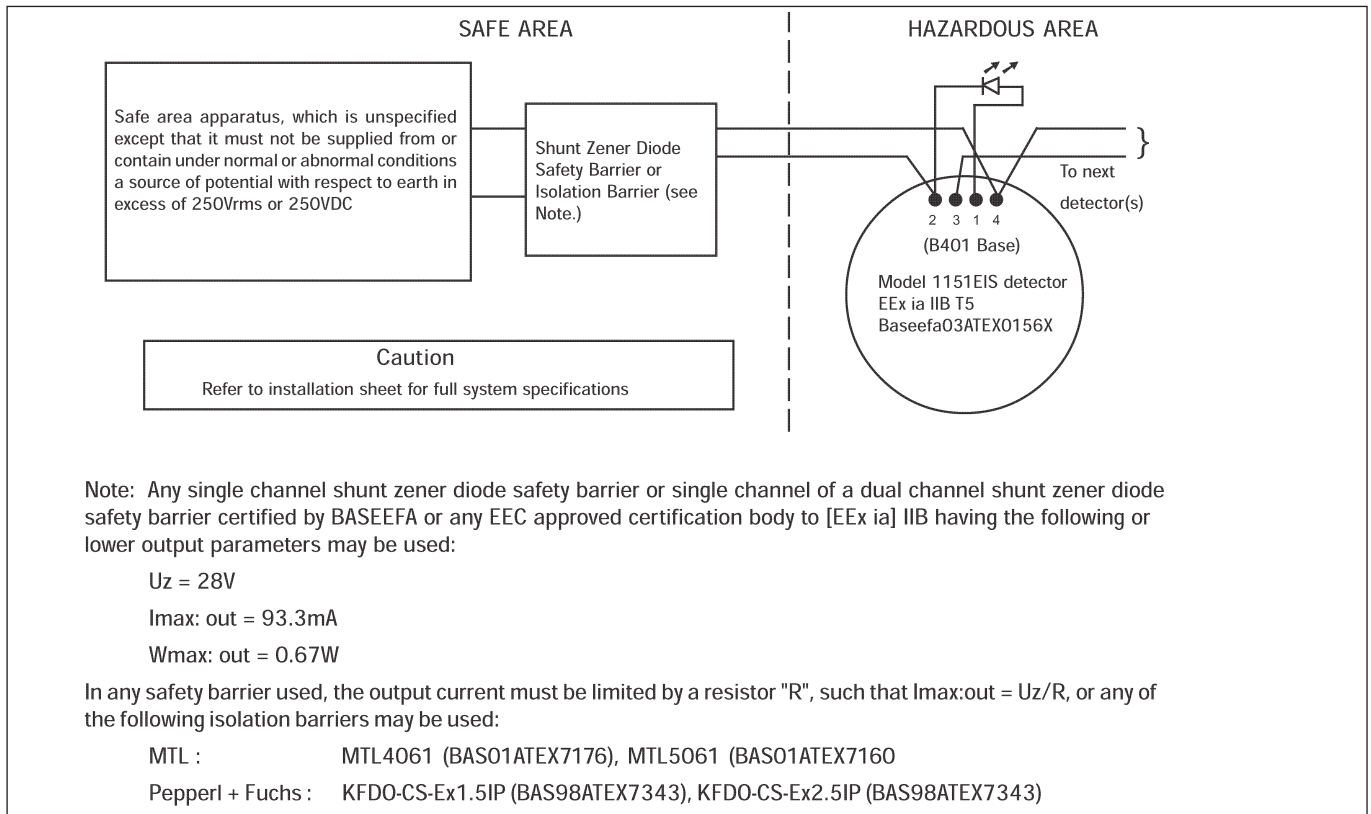 SAFE AREA
HAZARDOUS AREA
Safe area apparatus, which is unspecified
except that it must not be supplied from or
contain under normal or abnormal conditions
a source of potential with respect to earth in
excess of 250Vrms or 250VDC
Shunt Zener Diode
Safety Barrier or
Isolation Barrier (see
Note.)
}
To next
detector(s)
2 3 1 4
(B401 Base)
Model 1151EIS detector
EEx ia IIB T5
Baseefa03ATEX0156X
Caution
Refer to installation sheet for full system specifications
Note: Any single channel shunt zener diode safety barrier or single channel of a dual channel shunt zener diode
safety barrier certified by BASEEFA or any EEC approved certification body to [EEx ia] IIB having the following or
lower output parameters may be used:
Uz = 28V
Imax: out = 93.3mA
Wmax: out = 0.67W
In any safety barrier used, the output current must be limited by a resistor "R", such that Imax:out = Uz/R, or any of
the following isolation barriers may be used:
MTL : MTL4061 (BAS01ATEX7176), MTL5061 (BAS01ATEX7160
Pepperl + Fuchs : KFDO-CS-Ex1.5IP (BAS98ATEX7343), KFDO-CS-Ex2.5IP (BAS98ATEX7343)